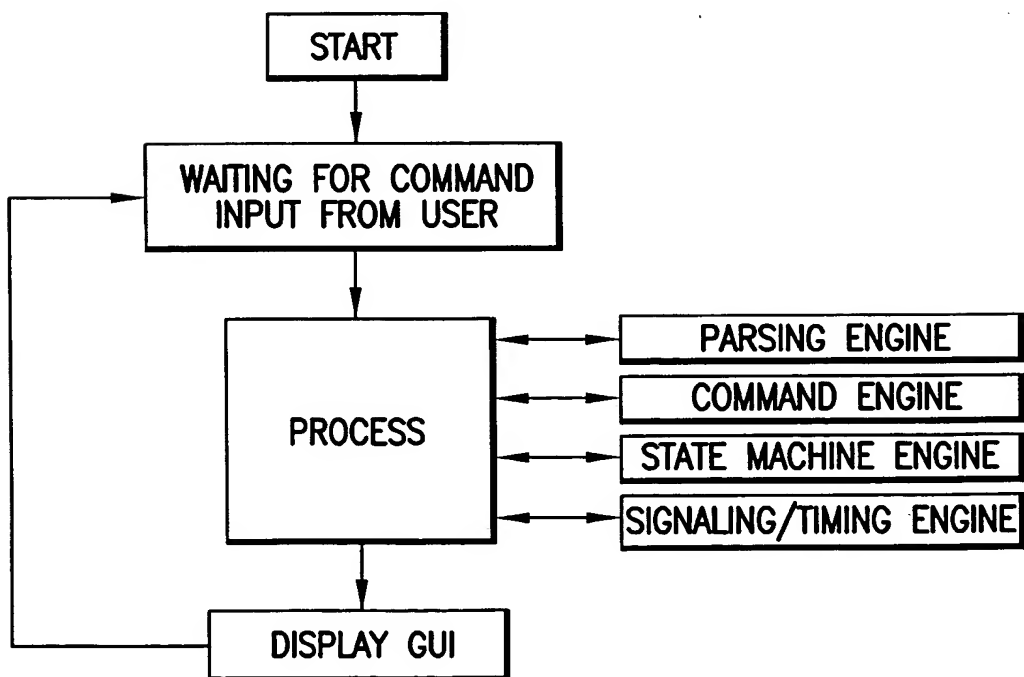 START
WAITING FOR COMMAND
INPUT FROM USER
PROCESS
PARSING ENGINE
COMMAND ENGINE
STATE MACHINE ENGINE
SIGNALING/TIMING ENGINE
DISPLAY GUI